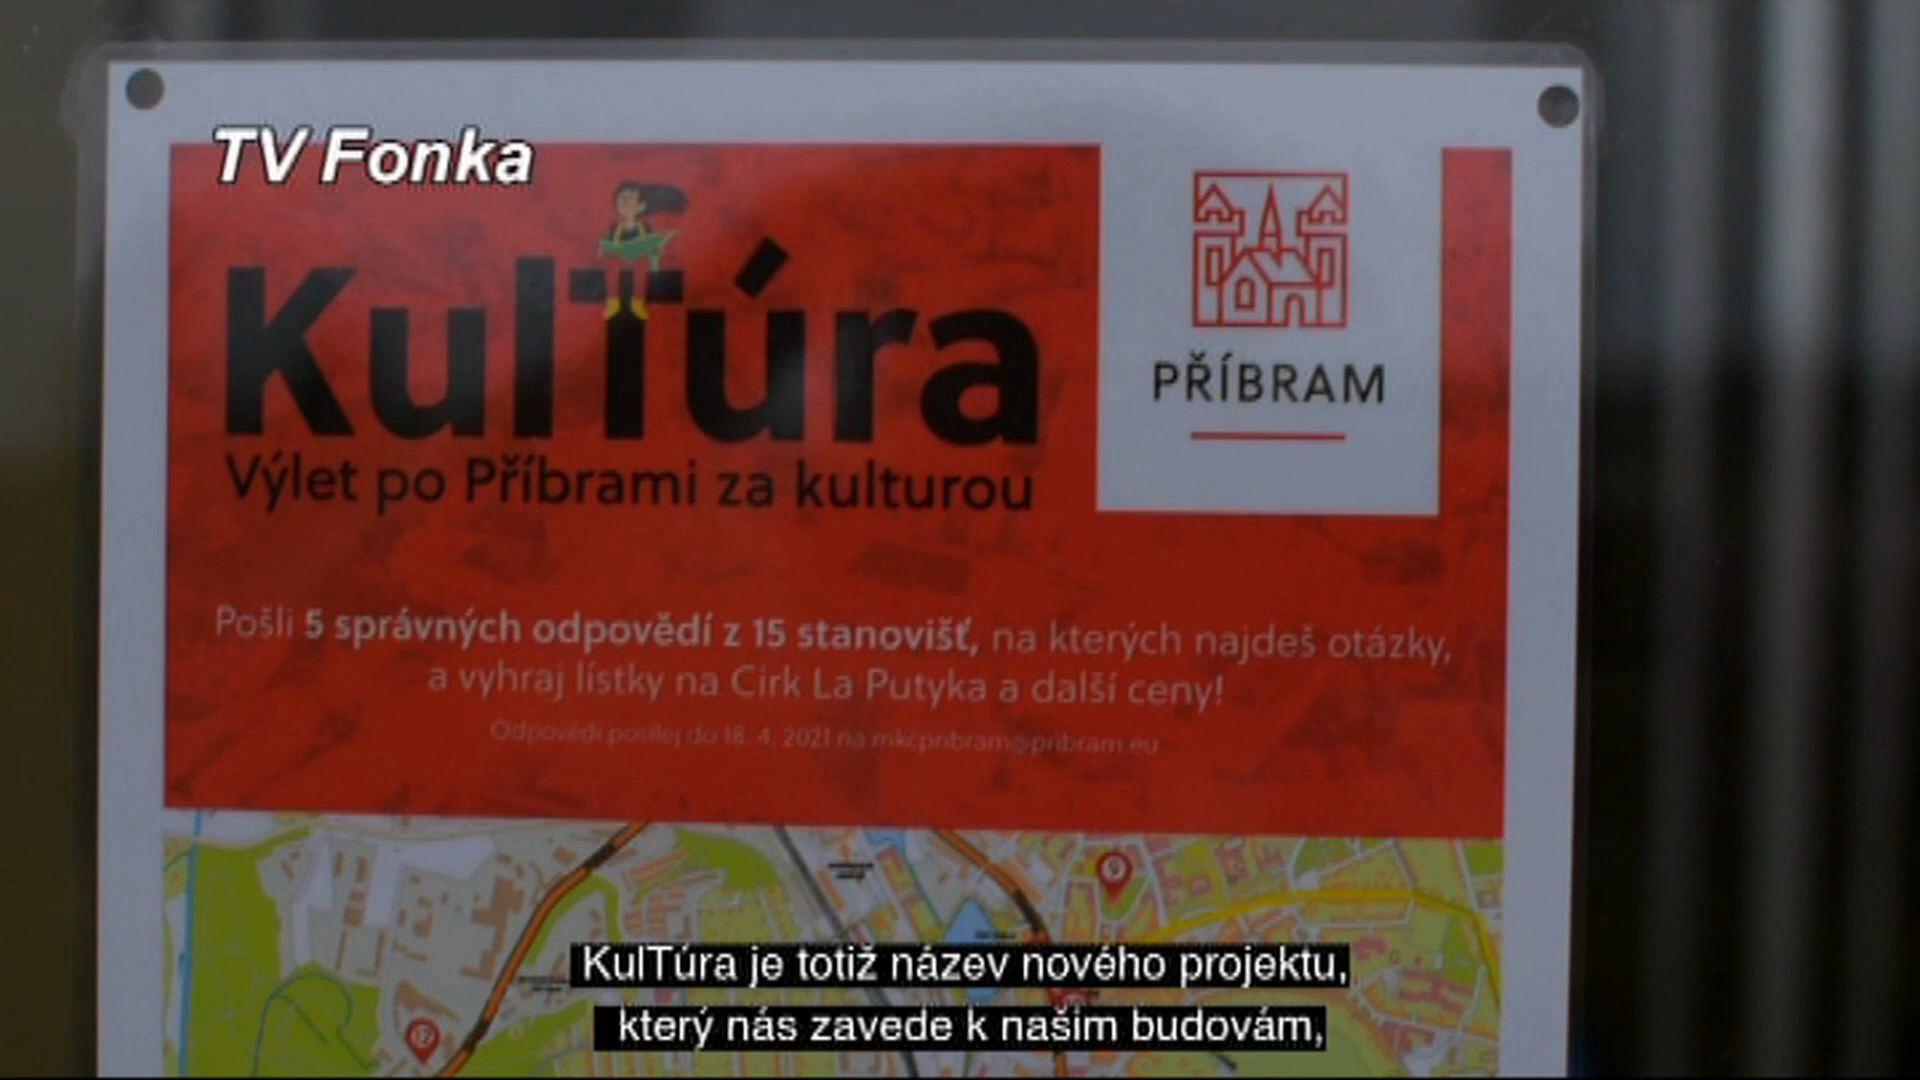 TV Fonka
KulTúra
Výlet po Příbrami za kulturou
PŘÍBRAM
Pošli 5 správných odpovědí z 15 stanovišť, na kterých najdeš otázky,
a vyhraj lístky na Cirk La Putyka a další ceny!
Odpovědi posílej do 18. 4. 2021 na mkcpribram@pribram.eu
9
KulTúra je totiž název nového projektu,
který nás zavede k našim budovám,